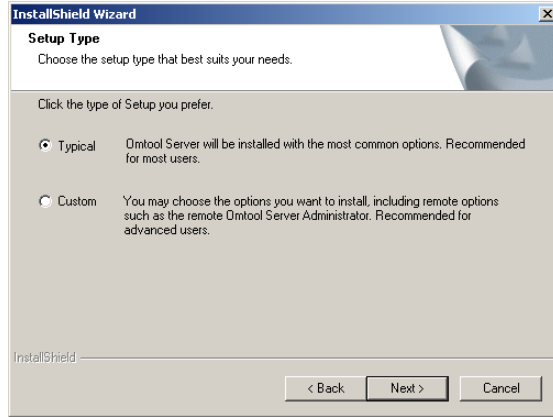 InstallShield Wizard
Setup Type
Choose the setup type that best suits your needs.
Click the type of Setup you prefer.
Typical
Omtool Server will be installed with the most common options. Recommended
for most users.
Custom
You may choose the options you want to install, including remote options
such as the remote Omtool Server Administrator. Recommended for
advanced users.
InstallShield
< Back
Next >
Cancel